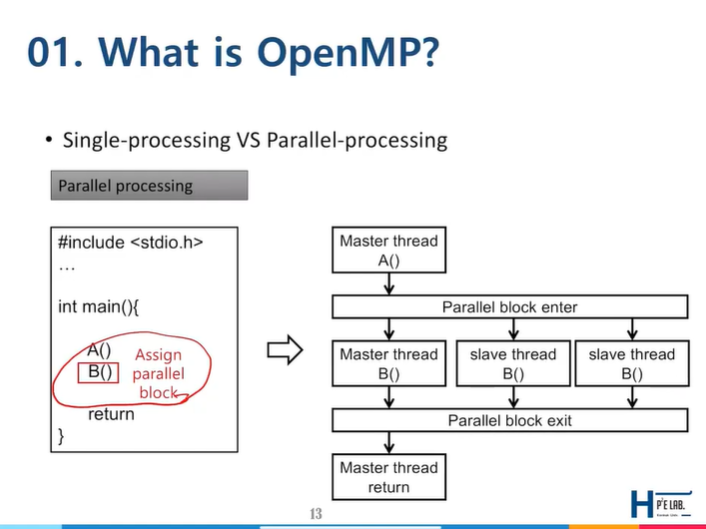 01. What is OpenMP?
• Single-processing VS Parallel-processing
Parallel processing
#include <stdio.h>
...
int main(){
A()
B()
Assign
parallel
block
return
}
Master thread
A()
Parallel block enter
Master thread
B()
slave thread
B()
slave thread
B()
Parallel block exit
Master thread
return
13
H P²E LAB.